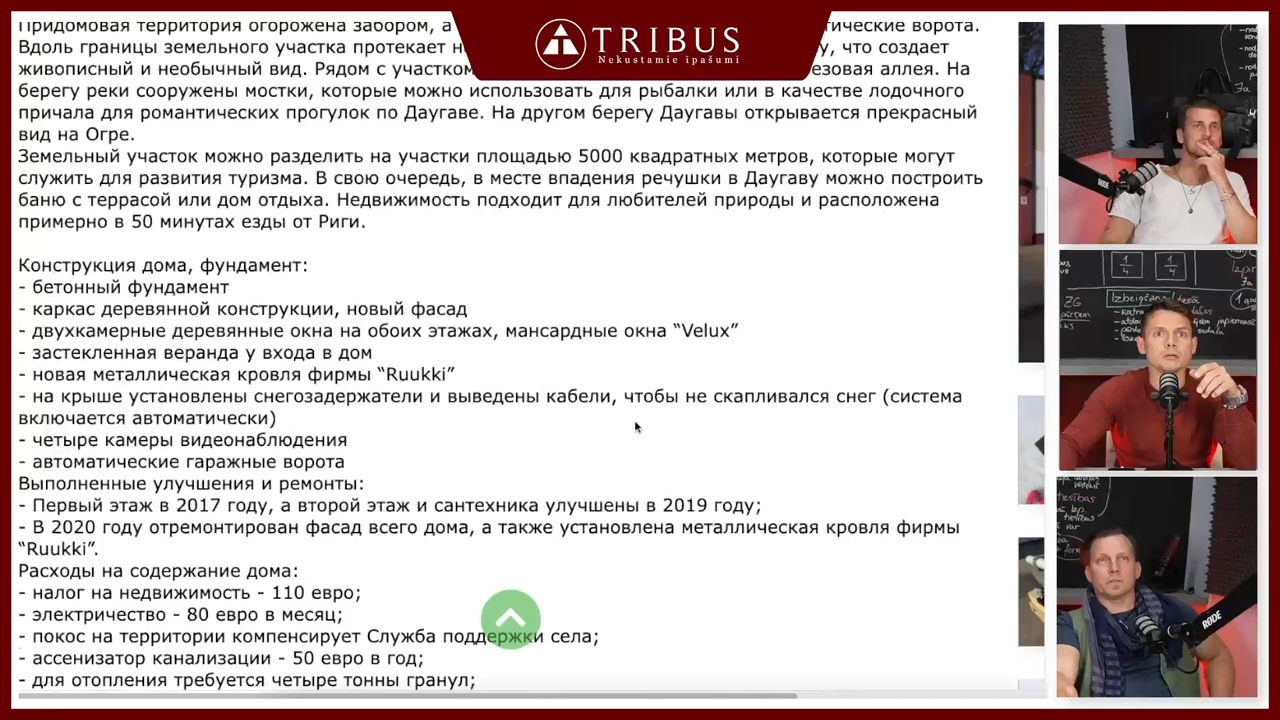 TRIBUS
Nekustamie īpašumi
Придомовая территория огорожена забором, а
тические ворота.
Вдоль границы земельного участка протекает
у, что создает
живописный и необычный вид. Рядом с участком
езовая аллея. На
берегу реки сооружены мостки, которые можно использовать для рыбалки или в качестве лодочного
причала для романтических прогулок по Даугаве. На другом берегу Даугавы открывается прекрасный
вид на Огре.
Земельный участок можно разделить на участки площадью 5000 квадратных метров, которые могут
служить для развития туризма. В свою очередь, в месте впадения речушки в Даугаву можно построить
баню с террасой или дом отдыха. Недвижимость подходит для любителей природы и расположена
примерно в 50 минутах езды от Риги.
Конструкция дома, фундамент:
- бетонный фундамент
- каркас деревянной конструкции, новый фасад
- двухкамерные деревянные окна на обоих этажах, мансардные окна “Velux”
- застекленная веранда у входа в дом
- новая металлическая кровля фирмы “Ruukki”
- на крыше установлены снегозадержатели и выведены кабели, чтобы не скапливался снег (система
включается автоматически)
- четыре камеры видеонаблюдения
- автоматические гаражные ворота
Выполненные улучшения и ремонты:
- Первый этаж в 2017 году, а второй этаж и сантехника улучшены в 2019 году;
- В 2020 году отремонтирован фасад всего дома, а также установлена металлическая кровля фирмы
“Ruukki”.
Расходы на содержание дома:
- налог на недвижимость - 110 евро;
- электричество - 80 евро в месяц;
- покос на территории компенсирует Служба поддержки села;
- ассенизатор канализации - 50 евро в год;
- для отопления требуется четыре тонны гранул;
RØDE
1/4 1/4
ZG
RØDE